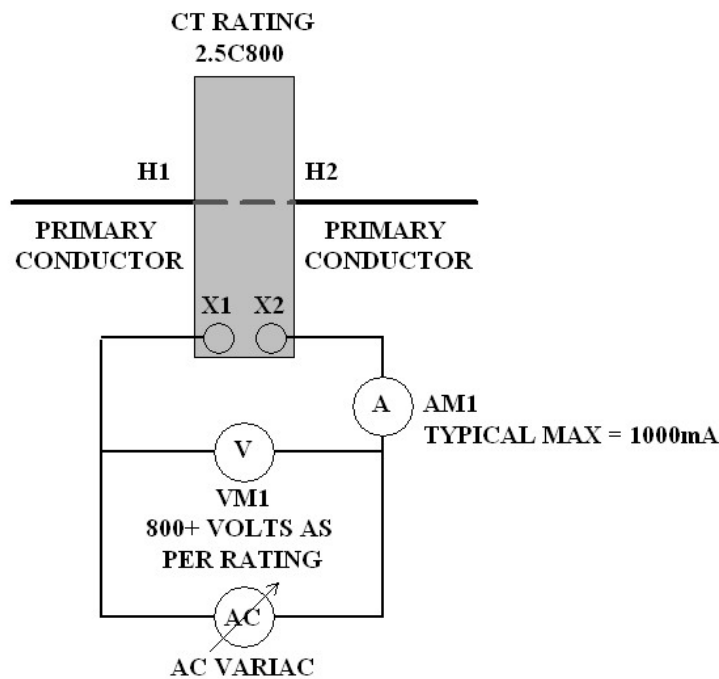 CT RATING
2.5C800
H1
H2
PRIMARY
CONDUCTOR
PRIMARY
CONDUCTOR
X1
X2
A
AM1
TYPICAL MAX = 1000mA
V
VM1
800+ VOLTS AS
PER RATING
AC
AC VARIAC